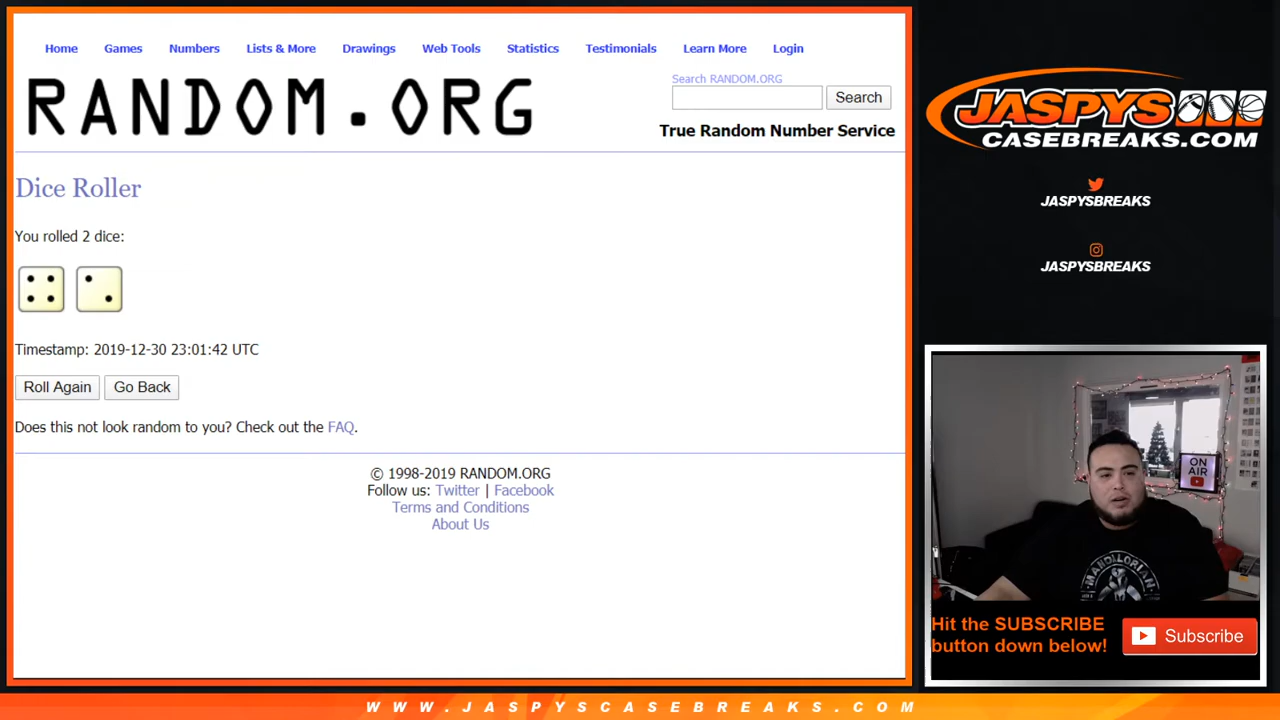 Home Games Numbers Lists & More Drawings Web Tools Statistics Testimonials Learn More Login
RANDOM.ORG
Search RANDOM.ORG
Search
True Random Number Service
Dice Roller
You rolled 2 dice:
Timestamp: 2019-12-30 23:01:42 UTC
Roll Again Go Back
Does this not look random to you? Check out the FAQ.
© 1998-2019 RANDOM.ORG
Follow us: Twitter | Facebook
Terms and Conditions
About Us
JASPYS
CASEBREAKS.COM
JASPYSBREAKS
JASPYSBREAKS
ON
AIR
MANDALORIAN
Hit the SUBSCRIBE
button down below!
Subscribe
WWW.JASPYSCASEBREAKS.COM